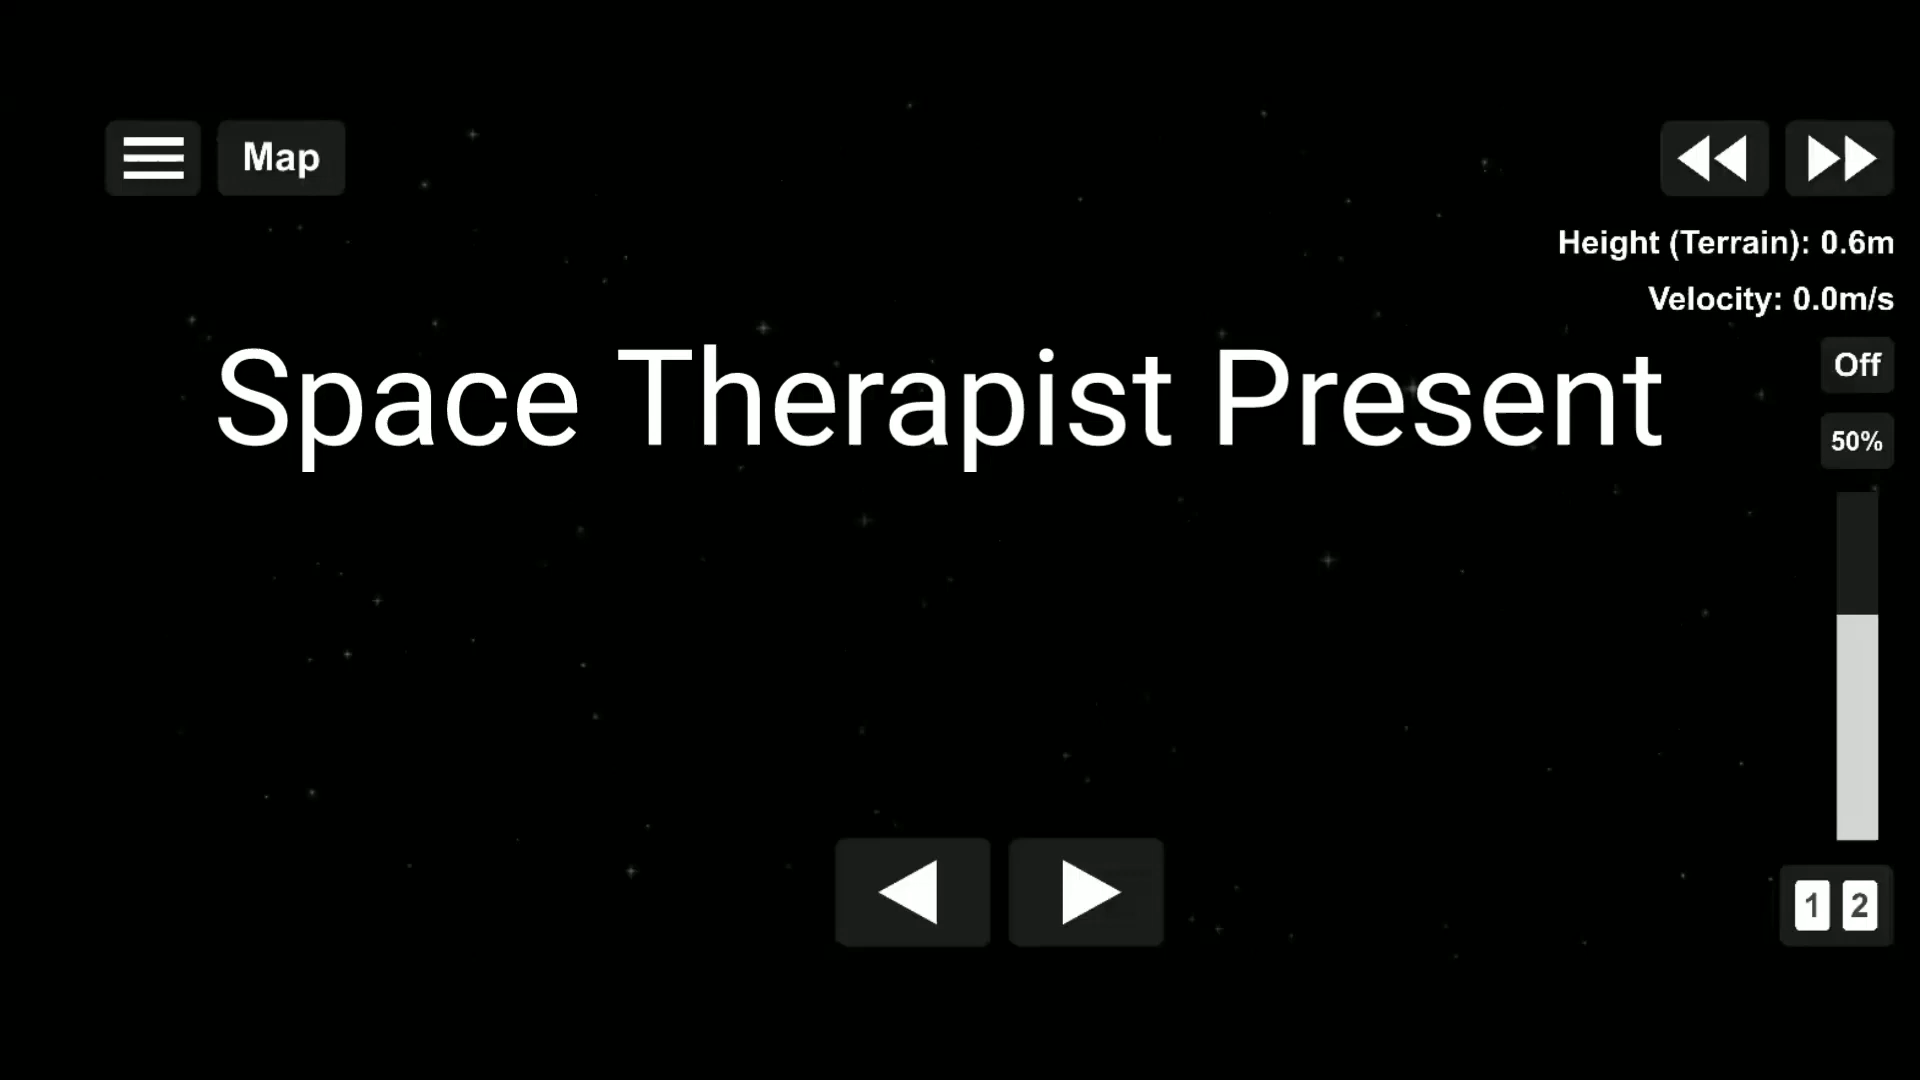 Map
Height (Terrain): 0.6m
Velocity: 0.0m/s
Space Therapist Present
Off
50%
1 2